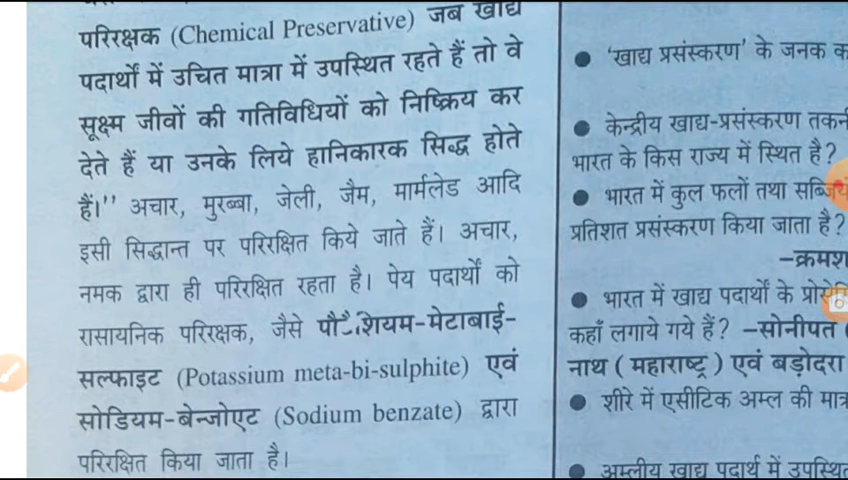 परिरक्षक (Chemical Preservative) जब खाद्य
पदार्थों में उचित मात्रा में उपस्थित रहते हैं तो वे
सूक्ष्म जीवों की गतिविधियों को निष्क्रिय कर
देते हैं या उनके लिये हानिकारक सिद्ध होते
हैं।'' अचार, मुरब्बा, जेली, जैम, मार्मलेड आदि
इसी सिद्धान्त पर परिरक्षित किये जाते हैं। अचार,
नमक द्वारा ही परिरक्षित रहता है। पेय पदार्थों को
रासायनिक परिरक्षक, जैसे पौटेशियम-मेटाबाई-
सल्फाइट (Potassium meta-bi-sulphite) एवं
सोडियम-बेन्जोएट (Sodium benzate) द्वारा
परिरक्षित किया जाता है।
● 'खाद्य प्रसंस्करण' के जनक
● केन्द्रीय खाद्य-प्रसंस्करण
भारत के किस राज्य में स्थित है?
● भारत में कुल फलों तथा
प्रतिशत प्रसंस्करण किया जाता है?
● भारत में खाद्य पदार्थों के
कहाँ लगाये गये हैं? –सोनीपत
नाथ (महाराष्ट्र) एवं बड़ोदरा
● शीरे में एसीटिक अम्ल की
● अम्लीय खाद्य पदार्थ में